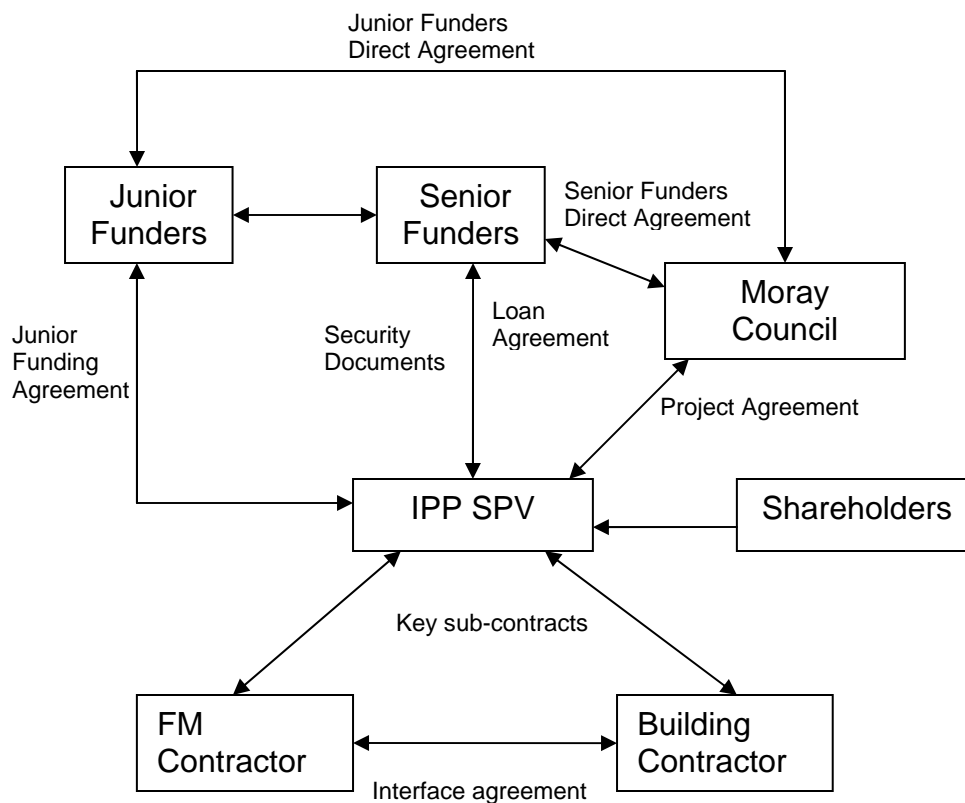 Junior Funders
Direct Agreement
Junior
Funders
Senior
Funders
Senior Funders
Direct Agreement
Moray
Council
Junior
Funding
Agreement
Security
Documents
Loan
Agreement
Project Agreement
IPP SPV
Shareholders
Key sub-contracts
FM
Contractor
Building
Contractor
Interface agreement